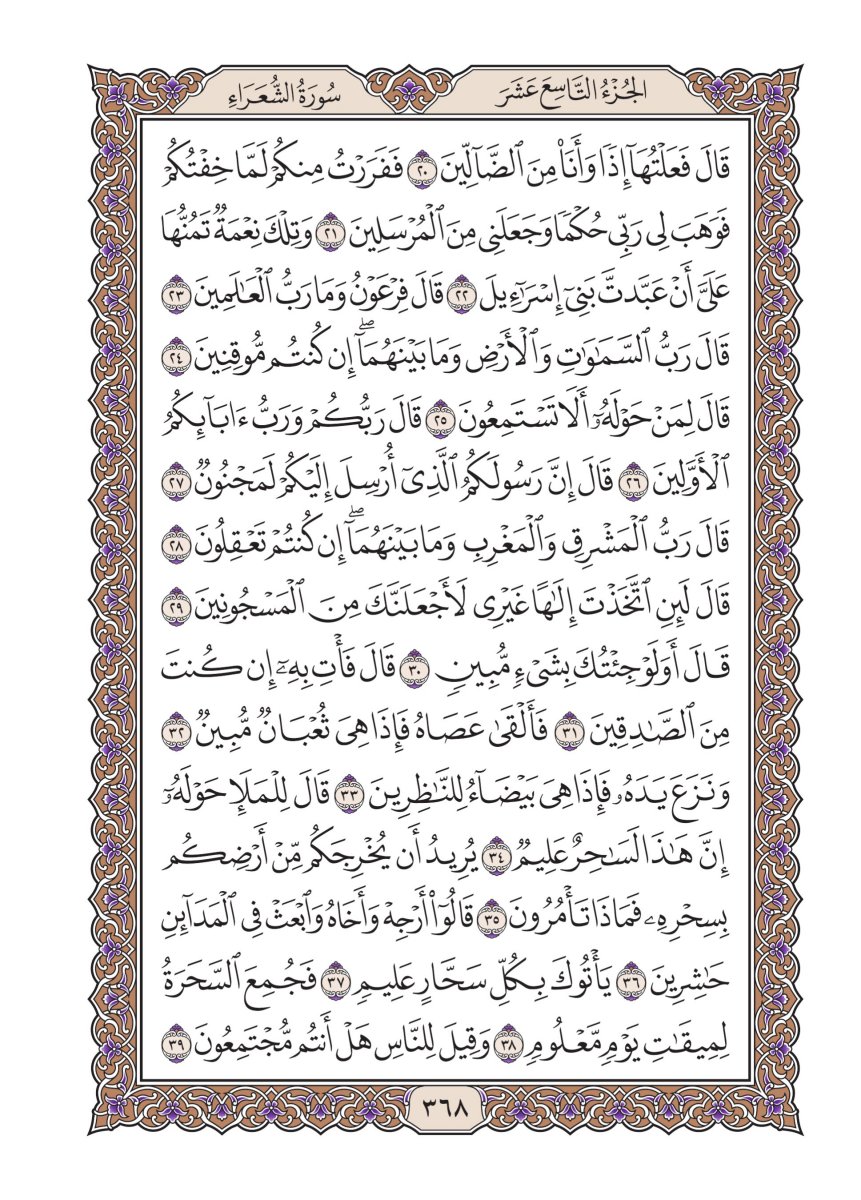 الجُزْءُ التَّاسِعَ عَشَرَ
سُورَةُ الشُّعَرَاءِ
قَالَ فَعَلْتُهَآ إِذٗا وَأَنَا۠ مِنَ ٱلضَّآلِّينَ ٢٠ فَفَرَرۡتُ مِنكُمۡ لَمَّا خِفۡتُكُمۡ
فَوَهَبَ لِي رَبِّي حُكۡمٗا وَجَعَلَنِي مِنَ ٱلۡمُرۡسَلِينَ ٢١ وَتِلۡكَ نِعۡمَةٞ تَمُنُّهَا
عَلَيَّ أَنۡ عَبَّدتَّ بَنِيٓ إِسۡرَٰٓءِيلَ ٢٢ قَالَ فِرۡعَوۡنُ وَمَا رَبُّ ٱلۡعَٰلَمِينَ ٢٣
قَالَ رَبُّ ٱلسَّمَٰوَٰتِ وَٱلۡأَرۡضِ وَمَا بَيۡنَهُمَآۖ إِن كُنتُم مُّوقِنِينَ ٢٤
قَالَ لِمَنۡ حَوۡلَهُۥٓ أَلَا تَسۡتَمِعُونَ ٢٥ قَالَ رَبُّكُمۡ وَرَبُّ ءَابَآئِكُمُ
ٱلۡأَوَّلِينَ ٢٦ قَالَ إِنَّ رَسُولَكُمُ ٱلَّذِيٓ أُرۡسِلَ إِلَيۡكُمۡ لَمَجۡنُونٞ ٢٧
قَالَ رَبُّ ٱلۡمَشۡرِقِ وَٱلۡمَغۡرِبِ وَمَا بَيۡنَهُمَآۖ إِن كُنتُمۡ تَعۡقِلُونَ ٢٨
قَالَ لَئِنِ ٱتَّخَذۡتَ إِلَٰهًا غَيۡرِي لَأَجۡعَلَنَّكَ مِنَ ٱلۡمَسۡجُونِينَ ٢٩
قَالَ أَوَلَوۡ جِئۡتُكَ بِشَيۡءٖ مُّبِينٖ ٣٠ قَالَ فَأۡتِ بِهِۦٓ إِن كُنتَ
مِنَ ٱلصَّٰدِقِينَ ٣١ فَأَلۡقَىٰ عَصَاهُ فَإِذَا هِيَ ثُعۡبَانٞ مُّبِينٞ ٣٢
وَنَزَعَ يَدَهُۥ فَإِذَا هِيَ بَيۡضَآءُ لِلنَّٰظِرِينَ ٣٣ قَالَ لِلۡمَلَإِ حَوۡلَهُۥٓ
إِنَّ هَٰذَا لَسَٰحِرٌ عَلِيمٞ ٣٤ يُرِيدُ أَن يُخۡرِجَكُم مِّنۡ أَرۡضِكُم
بِسِحۡرِهِۦ فَمَاذَا تَأۡمُرُونَ ٣٥ قَالُوٓاْ أَرۡجِهۡ وَأَخَاهُ وَٱبۡعَثۡ فِي ٱلۡمَدَآئِنِ
حَٰشِرِينَ ٣٦ يَأۡتُوكَ بِكُلِّ سَحَّارٍ عَلِيمٖ ٣٧ فَجُمِعَ ٱلسَّحَرَةُ
لِمِيقَٰتِ يَوۡمٖ مَّعۡلُومٖ ٣٨ وَقِيلَ لِلنَّاسِ هَلۡ أَنتُم مُّجۡتَمِعُونَ ٣٩
٣٦٨